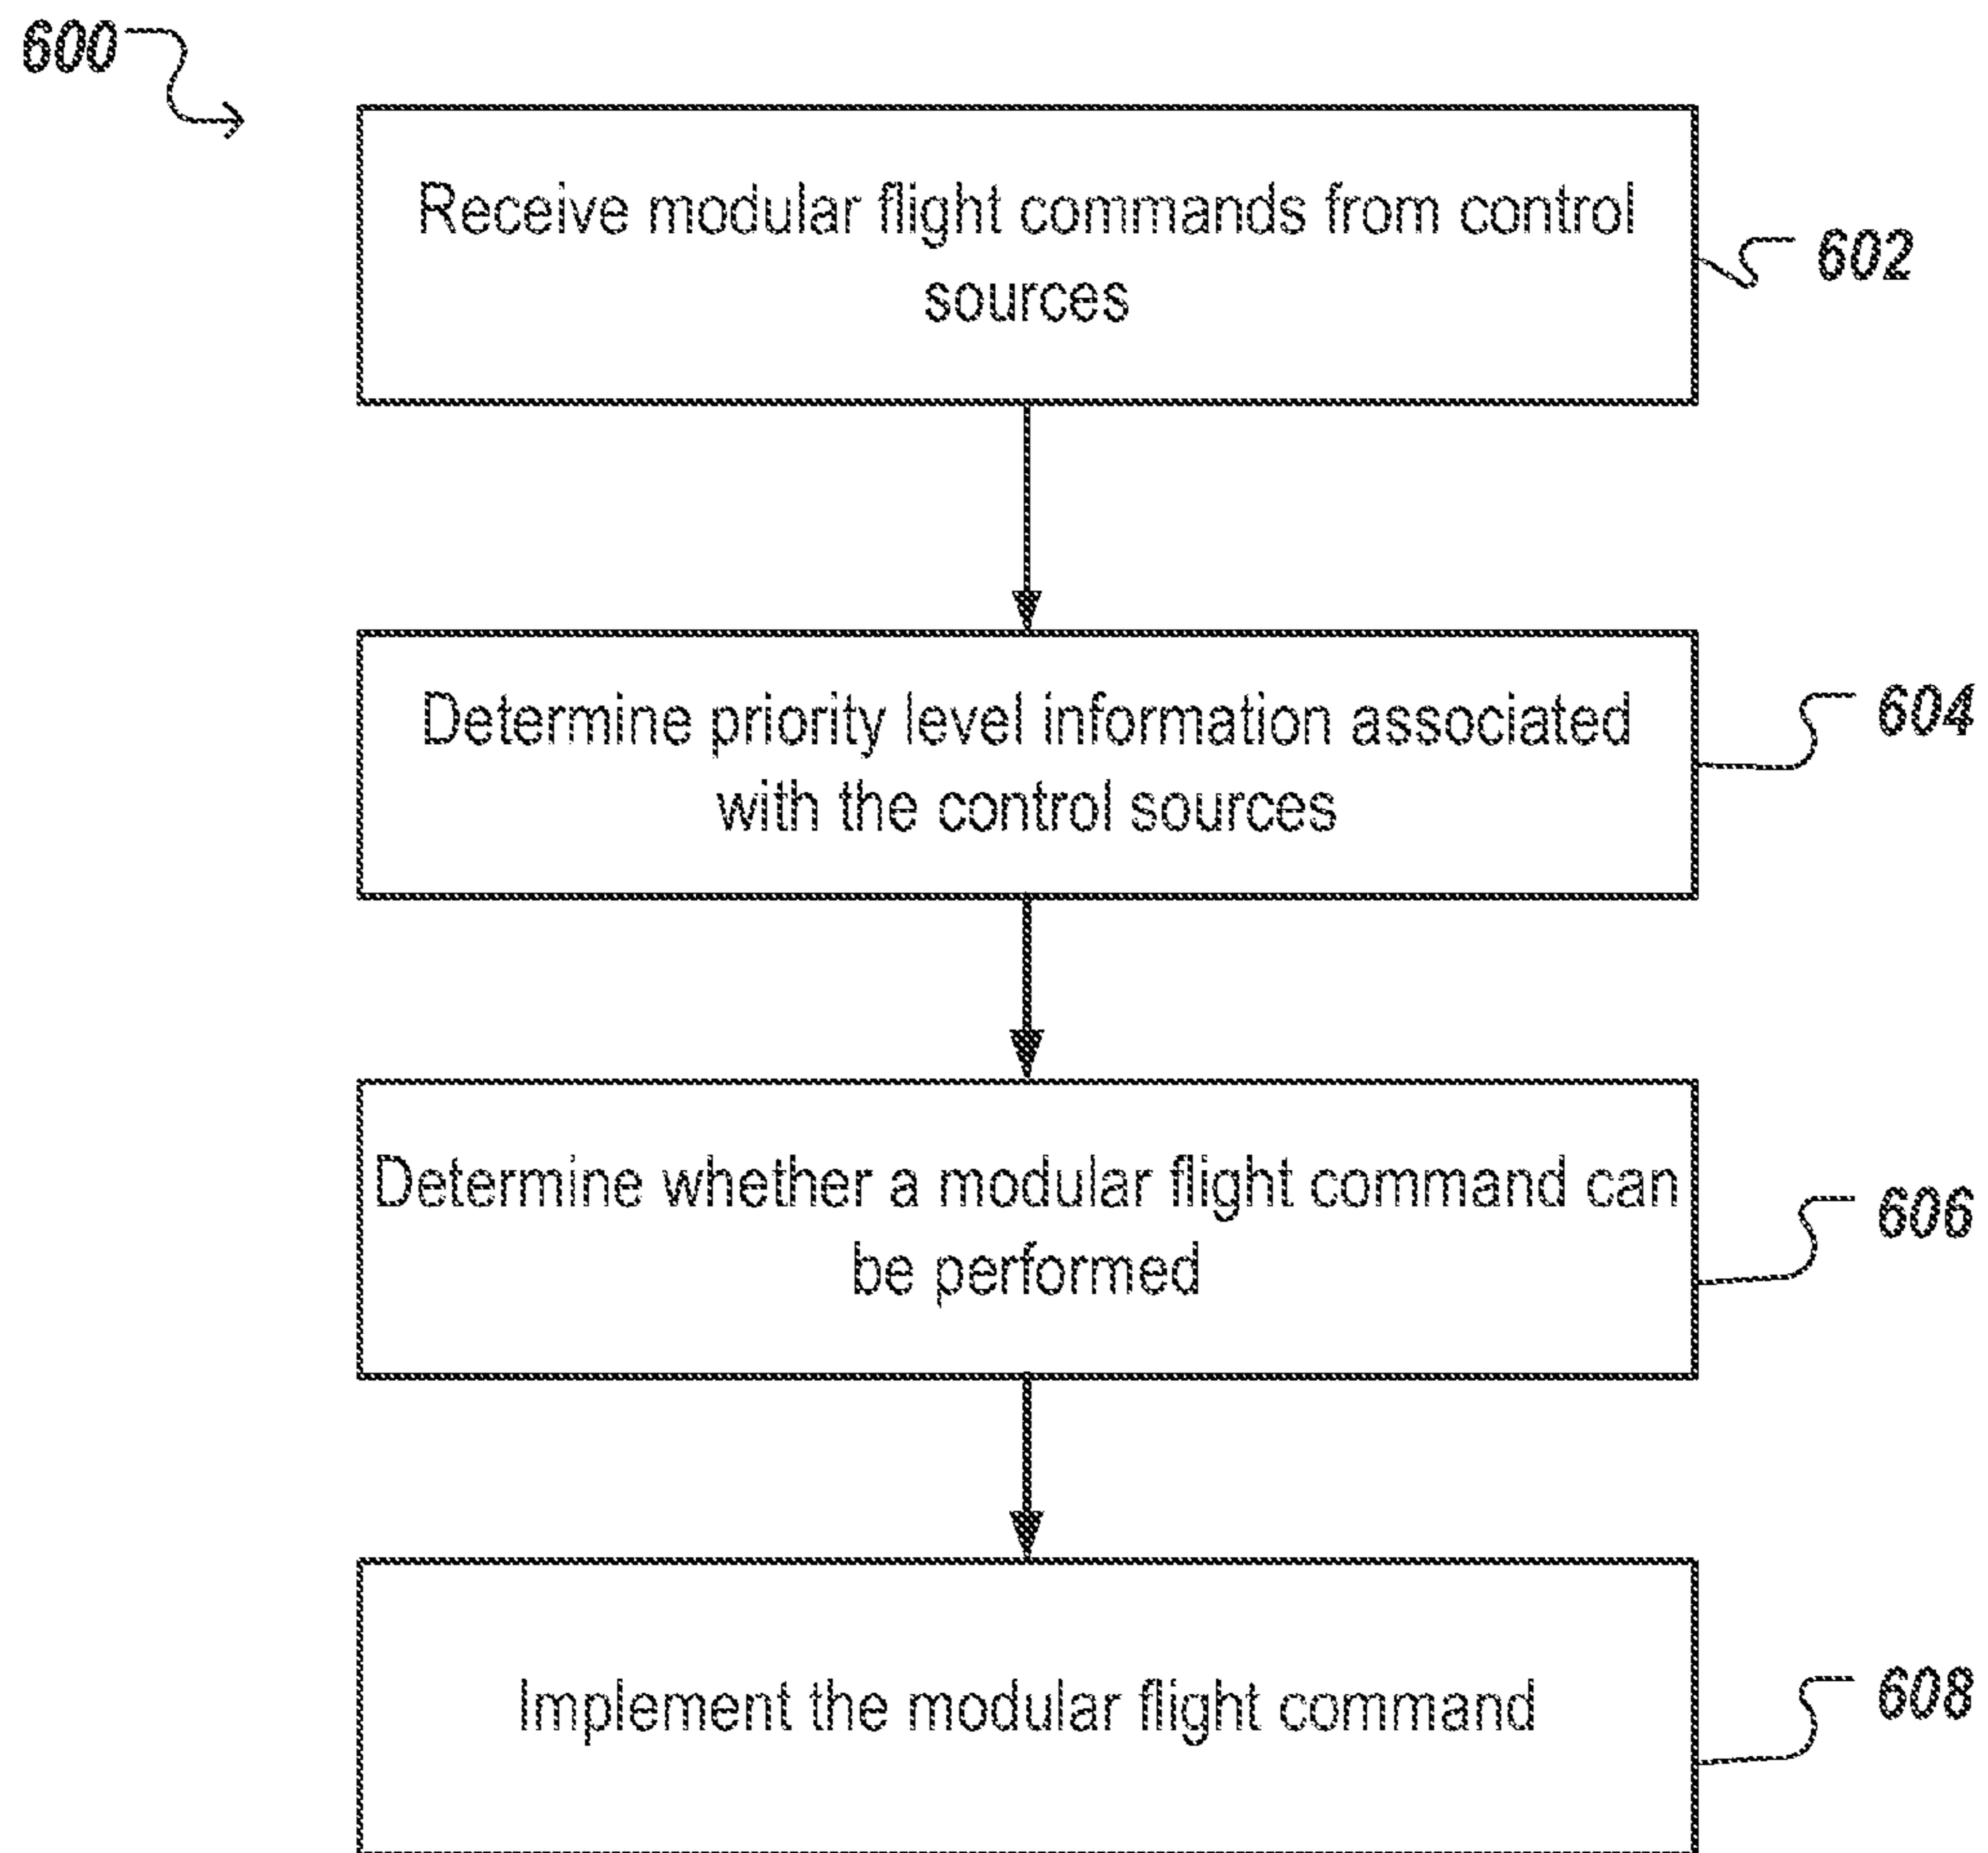 600
Receive modular flight commands from control
sources
602
Determine priority level information associated
with the control sources
604
Determine whether a modular flight command can
be performed
606
Implement the modular flight command
608